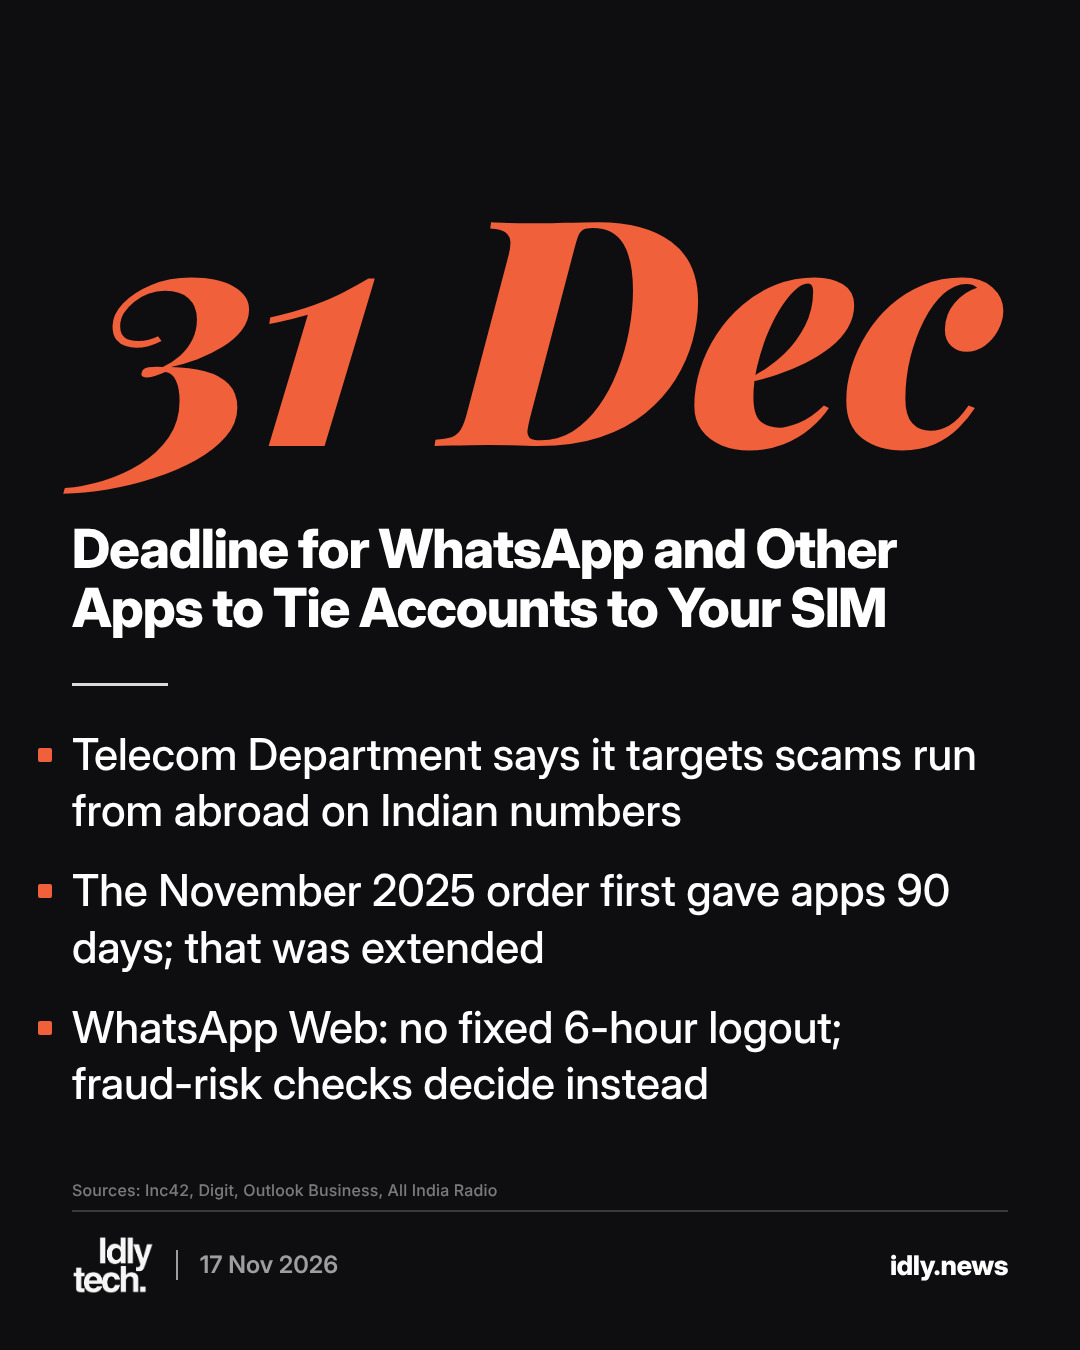 31 Dec
Deadline for WhatsApp and Other
Apps to Tie Accounts to Your SIM
Telecom Department says it targets scams run
from abroad on Indian numbers
The November 2025 order first gave apps 90
days; that was extended
WhatsApp Web: no fixed 6-hour logout;
fraud-risk checks decide instead
Sources: Inc42, Digit, Outlook Business, All India Radio
Idly
tech.
17 Nov 2026
idly.news